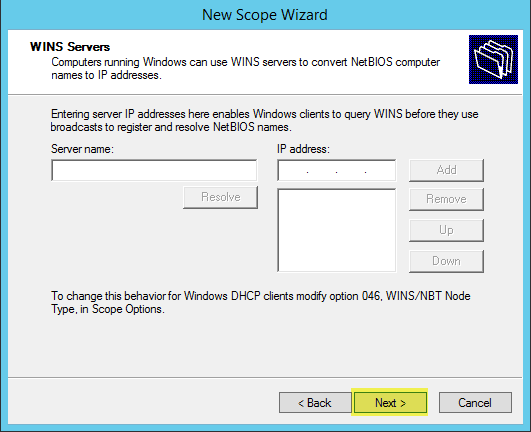 New Scope Wizard
WINS Servers
Computers running Windows can use WINS servers to convert NetBIOS computer
names to IP addresses.
Entering server IP addresses here enables Windows clients to query WINS before they use
broadcasts to register and resolve NetBIOS names.
Server name:
IP address:
. . .
Add
Resolve
Remove
Up
Down
To change this behavior for Windows DHCP clients modify option 046, WINS/NBT Node
Type, in Scope Options.
< Back
Next >
Cancel